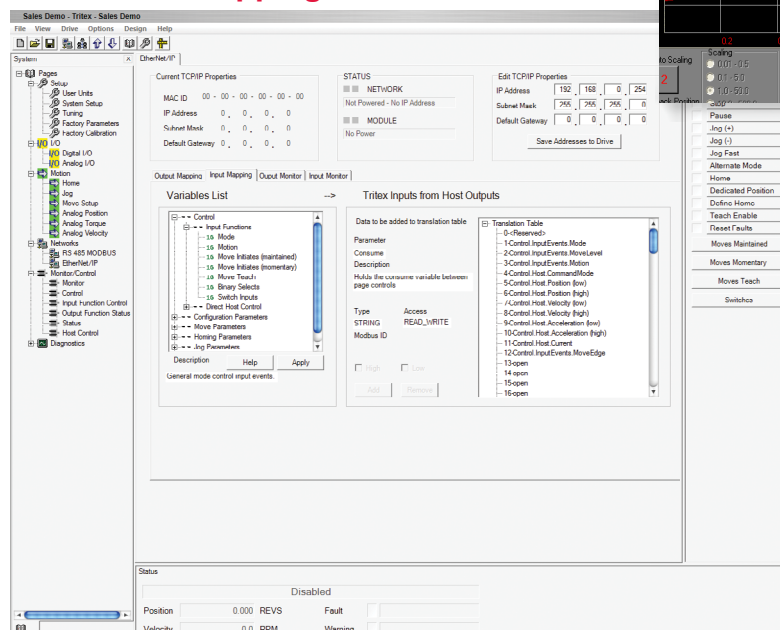 Sales Demo - Tritex - Sales Demo
File View Drive Options Design Help
System
Pages
Setup
User Units
System Setup
Tuning
Factory Parameters
Factory Calibration
I/O I/O
I/O Digital I/O
I/O Analog I/O
Motion
Home
Jog
Move Setup
Analog Position
Analog Torque
Analog Velocity
Networks
RS 485 MODBUS
EtherNet/IP
Monitor/Control
Monitor
Control
Input Function Control
Output Function Status
Status
Host Control
Diagnostics
EtherNet/IP
Current TCP/IP Properties
MAC ID 00 - 00 - 00 - 00 - 00 - 00
IP Address 0 . 0 . 0 . 0
Subnet Mask 0 . 0 . 0 . 0
Default Gateway 0 . 0 . 0 . 0
STATUS
NETWORK
Not Powered - No IP Address
MODULE
No Power
Edit TCP/IP Properties
IP Address 192 . 168 . 0 . 254
Subnet Mask 255 . 255 . 255 . 0
Default Gateway 0 . 0 . 0 . 0
Save Addresses to Drive
Output Mapping Input Mapping Ouput Monitor Input Monitor
Variables List --> Tritex Inputs from Host Outputs
Control
Input Functions
16 Mode
16 Motion
16 Move Initiates (maintained)
16 Move Initiates (momentary)
16 Move Teach
16 Binary Selects
16 Switch Inputs
Direct Host Control
Configuration Parameters
Move Parameters
Homing Parameters
Jog Parameters
Description Help Apply
General mode control input events.
Data to be added to translation table
Parameter
Consume
Description
Holds the consume variable between
page controls
Type Access
STRING READ_WRITE
Modbus ID
High Low
Add Remove
Translation Table
0-<Reserved>
1-Control.InputEvents.Mode
2-Control.InputEvents.MoveLevel
3-Control.InputEvents.Motion
4-Control.Host.CommandMode
5-Control.Host.Position (low)
6-Control.Host.Position (high)
7-Control.Host.Velocity (low)
8-Control.Host.Velocity (high)
9-Control.Host.Acceleration (low)
10-Control.Host.Acceleration (high)
11-Control.Host.Current
12-Control.InputEvents.MoveEdge
13-open
14-open
15-open
16-open
0.2
Scaling
0.01 - 0.5
0.1 - 5.0
1.0 - 50.0
2
Pause
Jog (+)
Jog (-)
Jog Fast
Alternate Mode
Home
Dedicated Position
Define Home
Teach Enable
Reset Faults
Moves Maintained
Moves Momentary
Moves Teach
Switches
Status
Disabled
Position 0.000 REVS Fault
Velocity 0.0 RPM Warning